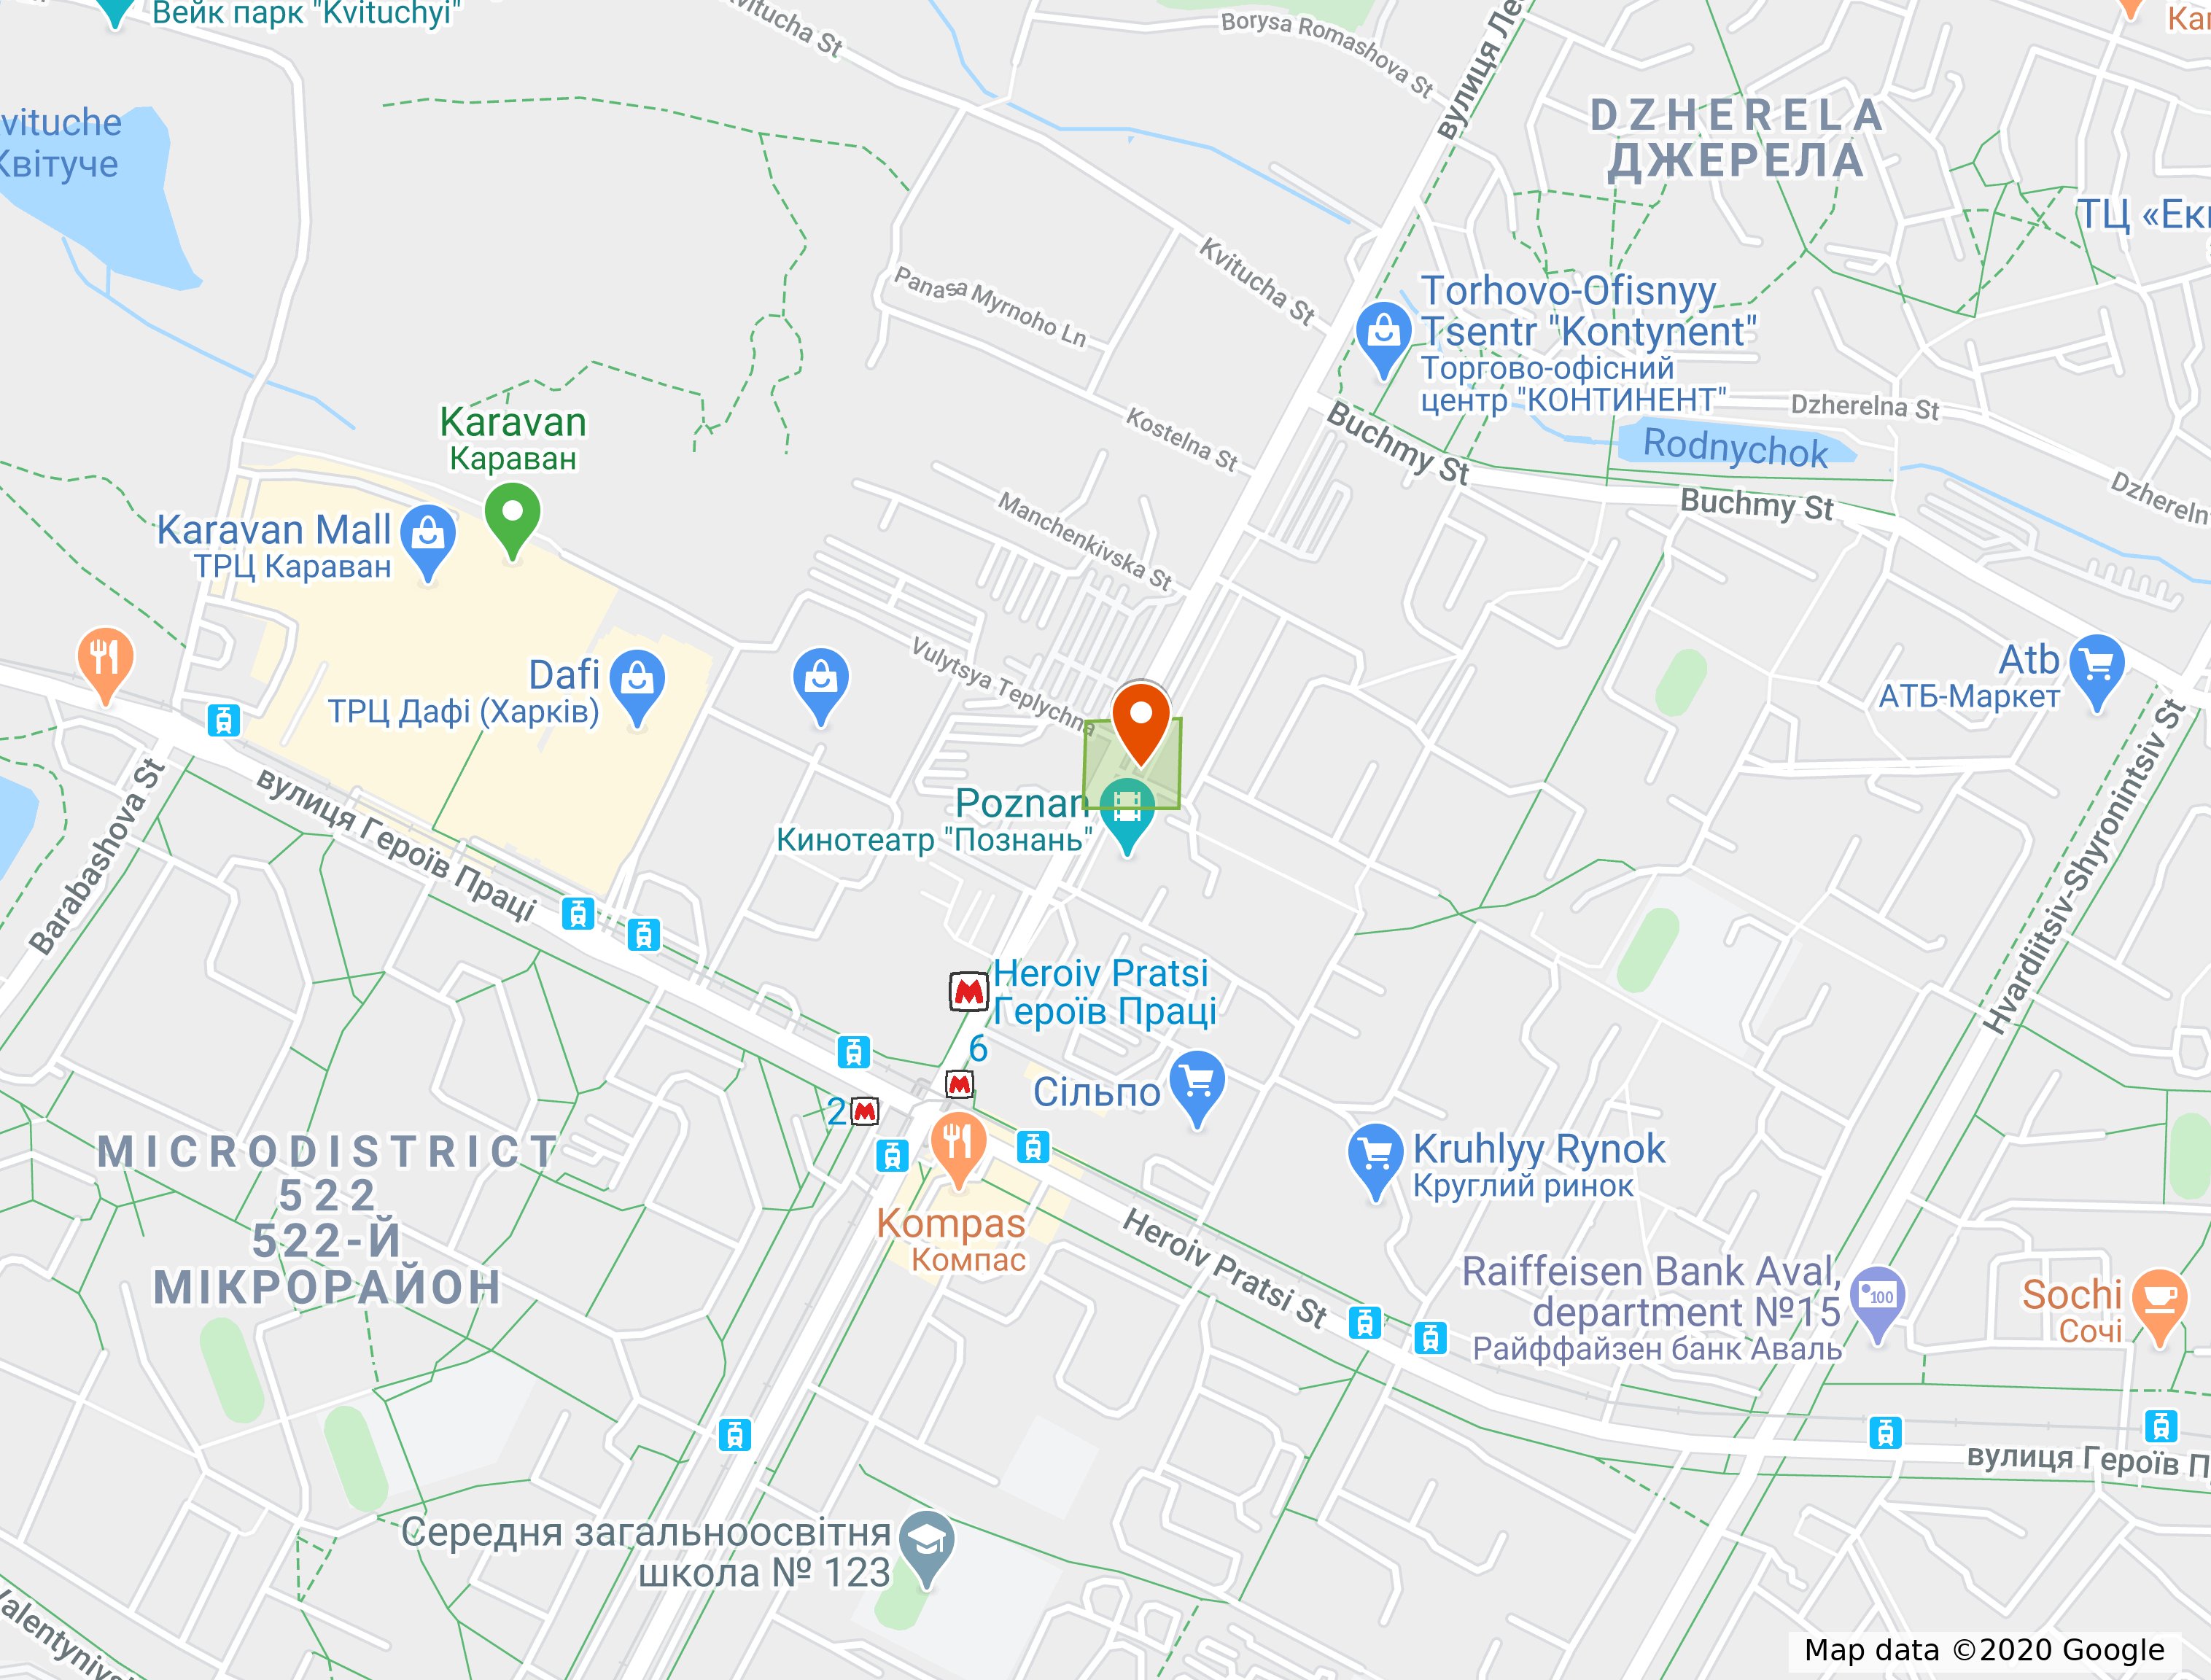 Вейк парк "Kvituchyi"
Kvitucha St
Borysa Romashova St
вулиця Ле
Ка
vituche
Квітуче
DZHERELA
ДЖЕРЕЛА
ТЦ «Ек
Kvitucha St
Panasa Myrnoho Ln
Torhovo-Ofisnyy
Tsentr "Kontynent"
Торгово-офісний
центр "КОНТИНЕНТ"
Karavan
Караван
Kostelna St
Buchmy St
Dzherelna St
Rodnychok
Dzhereln
Karavan Mall
ТРЦ Караван
Manchenkivska St
Buchmy St
Dafi
ТРЦ Дафі (Харків)
Vulytsya Teplychna
Atb
АТБ-Маркет
Poznan
Кинотеатр "Познань"
Barabashova St
вулиця Героїв Праці
Hvardiitsiv-Shyronintsiv St
Heroiv Pratsi
Героїв Праці
6
Сільпо
2
MICRODISTRICT
522
522-Й
МІКРОРАЙОН
Kruhlyy Rynok
Круглий ринок
Kompas
Компас
Heroiv Pratsi St
Raiffeisen Bank Aval,
department №15
Райффайзен банк Аваль
100
Sochi
Сочі
вулиця Героїв П
Середня загальноосвітня
школа № 123
Valentynivs
Map data ©2020 Google